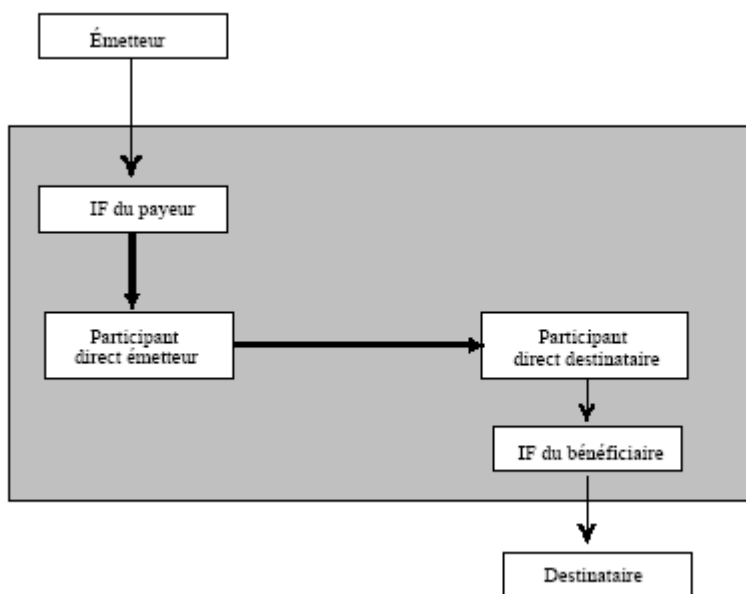 Émetteur
IF du payeur
Participant
direct émetteur
Participant
direct destinataire
IF du bénéficiaire
Destinataire